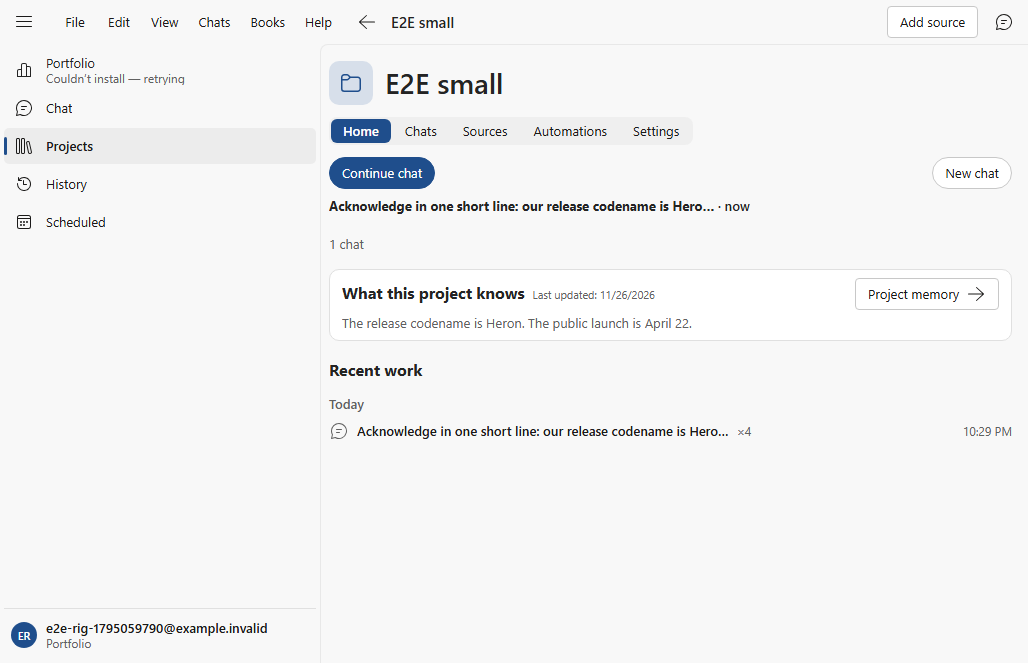 File Edit View Chats Books Help E2E small Add source
Portfolio
Couldn't install — retrying
Chat
Projects
History
Scheduled
E2E small
Home Chats Sources Automations Settings
Continue chat New chat
Acknowledge in one short line: our release codename is Hero... · now
1 chat
What this project knows Last updated: 11/26/2026 Project memory
The release codename is Heron. The public launch is April 22.
Recent work
Today
Acknowledge in one short line: our release codename is Hero... ×4 10:29 PM
ER e2e-rig-1795059790@example.invalid
Portfolio